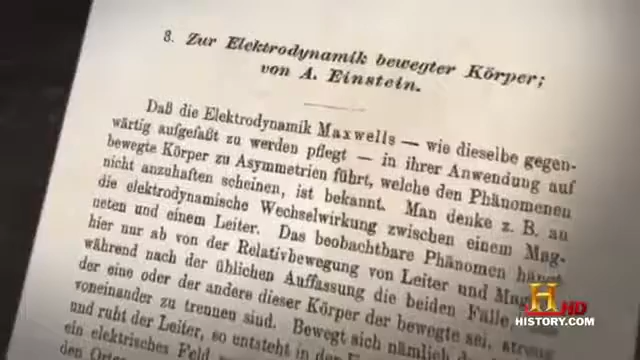 8. Zur Elektrodynamik bewegter Körper;
von A. Einstein.
Daß die Elektrodynamik Maxwells — wie dieselbe gegen-
wärtig aufgefaßt zu werden pflegt — in ihrer Anwendung auf
bewegte Körper zu Asymmetrien führt, welche den Phänomenen
nicht anzuhaften scheinen, ist bekannt. Man denke z. B. an
die elektrodynamische Wechselwirkung zwischen einem Mag-
neten und einem Leiter. Das beobachtbare Phänomen hängt
hier nur ab von der Relativbewegung von Leiter und
während nach der üblichen Auffassung die beiden Fälle
der eine oder der andere dieser Körper der bewegte sei,
voneinander zu trennen sind. Bewegt sich nämlich
und ruht der Leiter, so entsteht in der
ein elektrisches Feld
den
H HD
HISTORY.COM